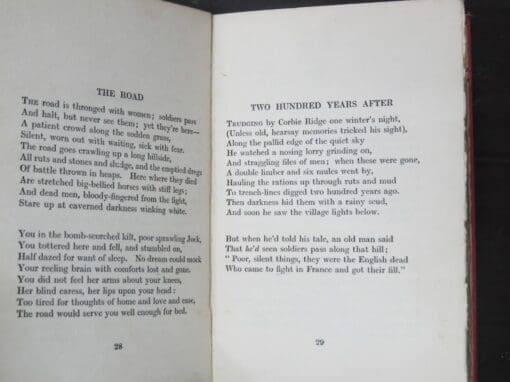 THE ROAD
THE road is thronged with women; soldiers pass
And halt, but never see them; yet they're here—
A patient crowd along the sodden grass,
Silent, worn out with waiting, sick with fear.
The road goes crawling up a long hillside,
All ruts and stones and sludge, and the emptied dregs
Of battle thrown in heaps. Here where they died
Are stretched big-bellied horses with stiff legs;
And dead men, bloody-fingered from the fight,
Stare up at caverned darkness winking white.
You in the bomb-scorched kilt, poor sprawling Jock,
You tottered here and fell, and stumbled on,
Half dazed for want of sleep. No dream could mock
Your reeling brain with comforts lost and gone.
You did not feel her arms about your knees,
Her blind caress, her lips upon your head:
Too tired for thoughts of home and love and ease,
The road would serve you well enough for bed.
28
TWO HUNDRED YEARS AFTER
TRUDGING by Corbie Ridge one winter's night,
(Unless old, hearsay memories tricked his sight),
Along the pallid edge of the quiet sky
He watched a nosing lorry grinding on,
And straggling files of men; when these were gone,
A double limber and six mules went by,
Hauling the rations up through ruts and mud
To trench-lines digged two hundred years ago.
Then darkness hid them with a rainy scud,
And soon he saw the village lights below.
But when he'd told his tale, an old man said
That he'd seen soldiers pass along that hill;
"Poor, silent things, they were the English dead
Who came to fight in France and got their fill."
29